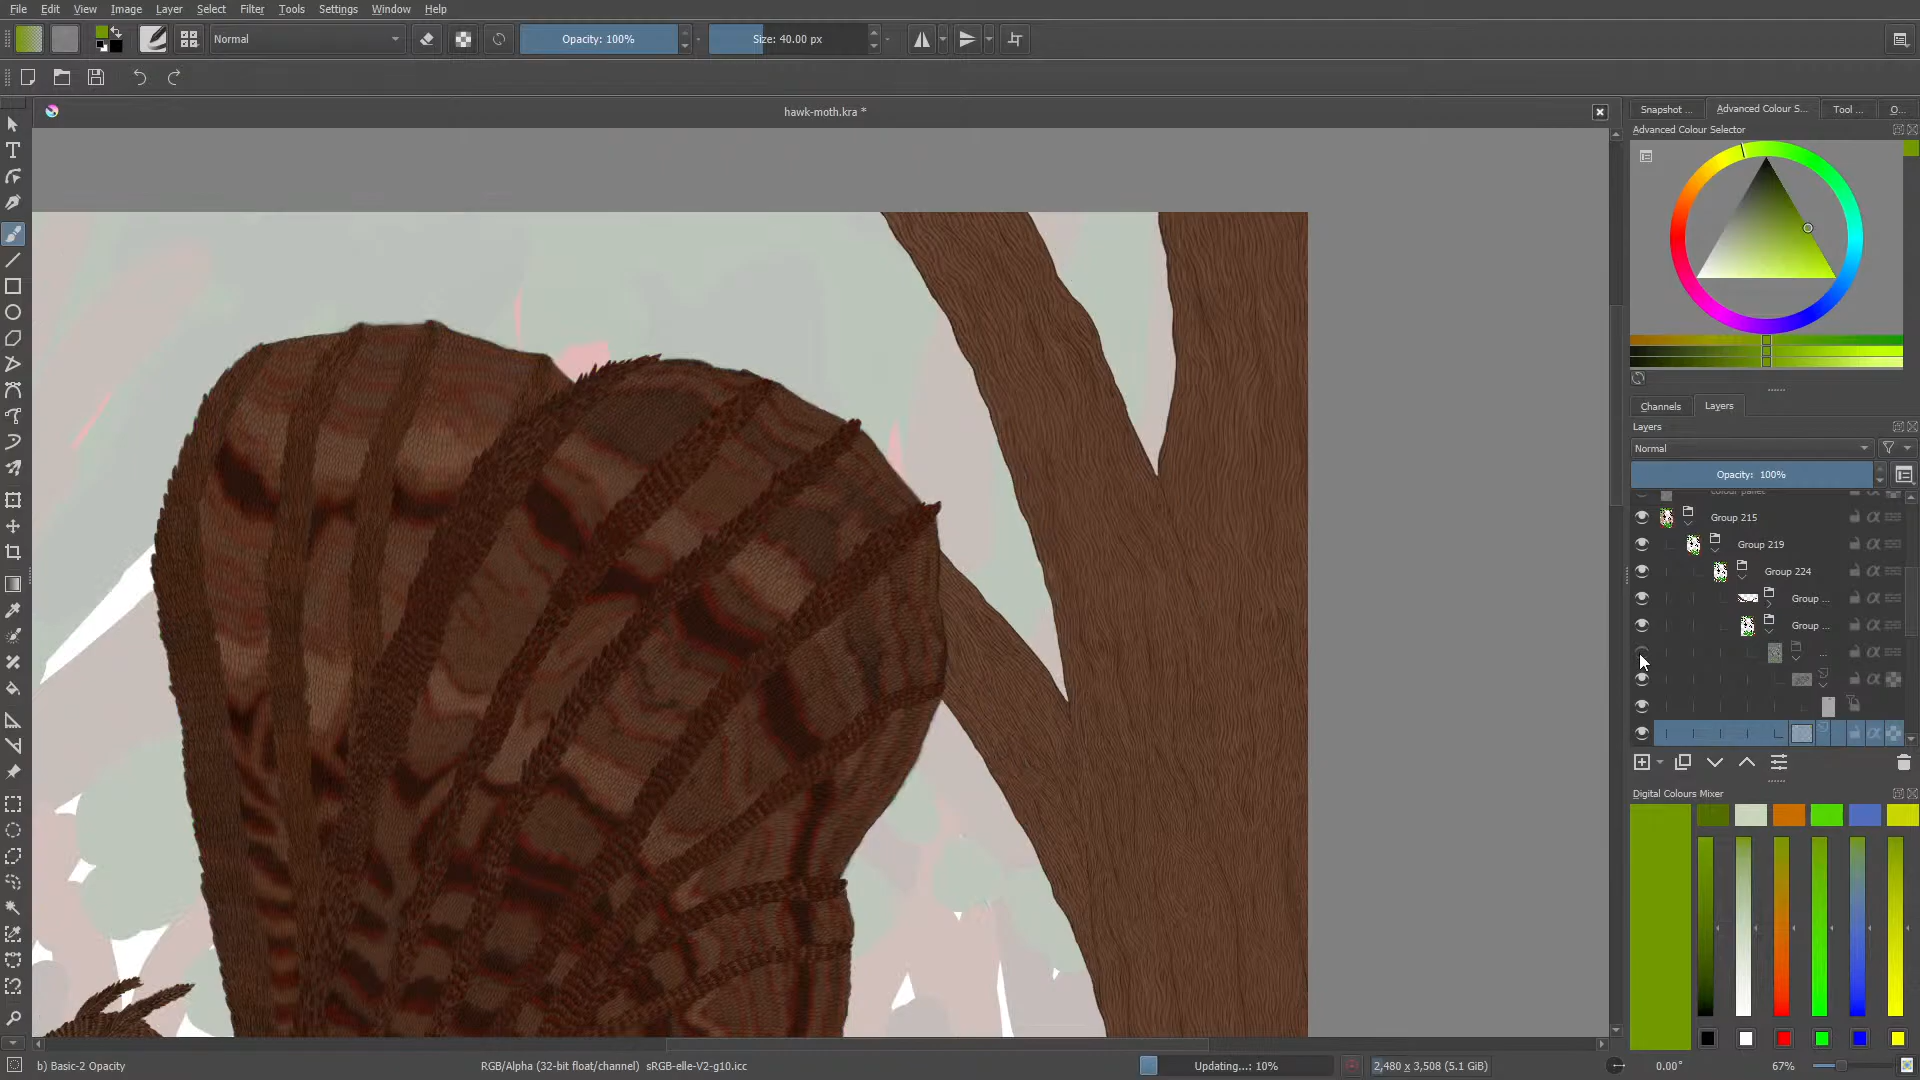 File Edit View Image Layer Select Filter Tools Settings Window Help
Normal Opacity: 100% Size: 40.00 px
hawk-moth.kra *
Snapshot ... Advanced Colour S... Tool ... O...
Advanced Colour Selector
Channels Layers
Layers
Normal
Opacity: 100%
Group 215
Group 219
Group 224
Group ...
Group ...
...
Digital Colours Mixer
b) Basic-2 Opacity RGB/Alpha (32-bit float/channel) sRGB-elle-V2-g10.icc Updating...: 10% 2,480 x 3,508 (5.1 GiB) 0.00° 67%